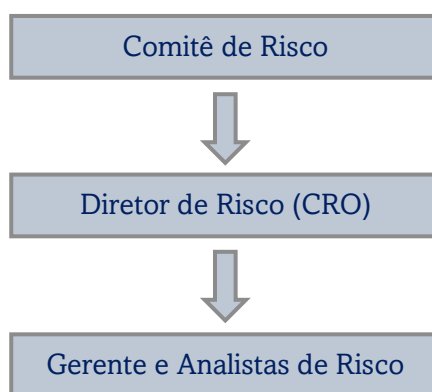 Comitê de Risco
Diretor de Risco (CRO)
Gerente e Analistas de Risco